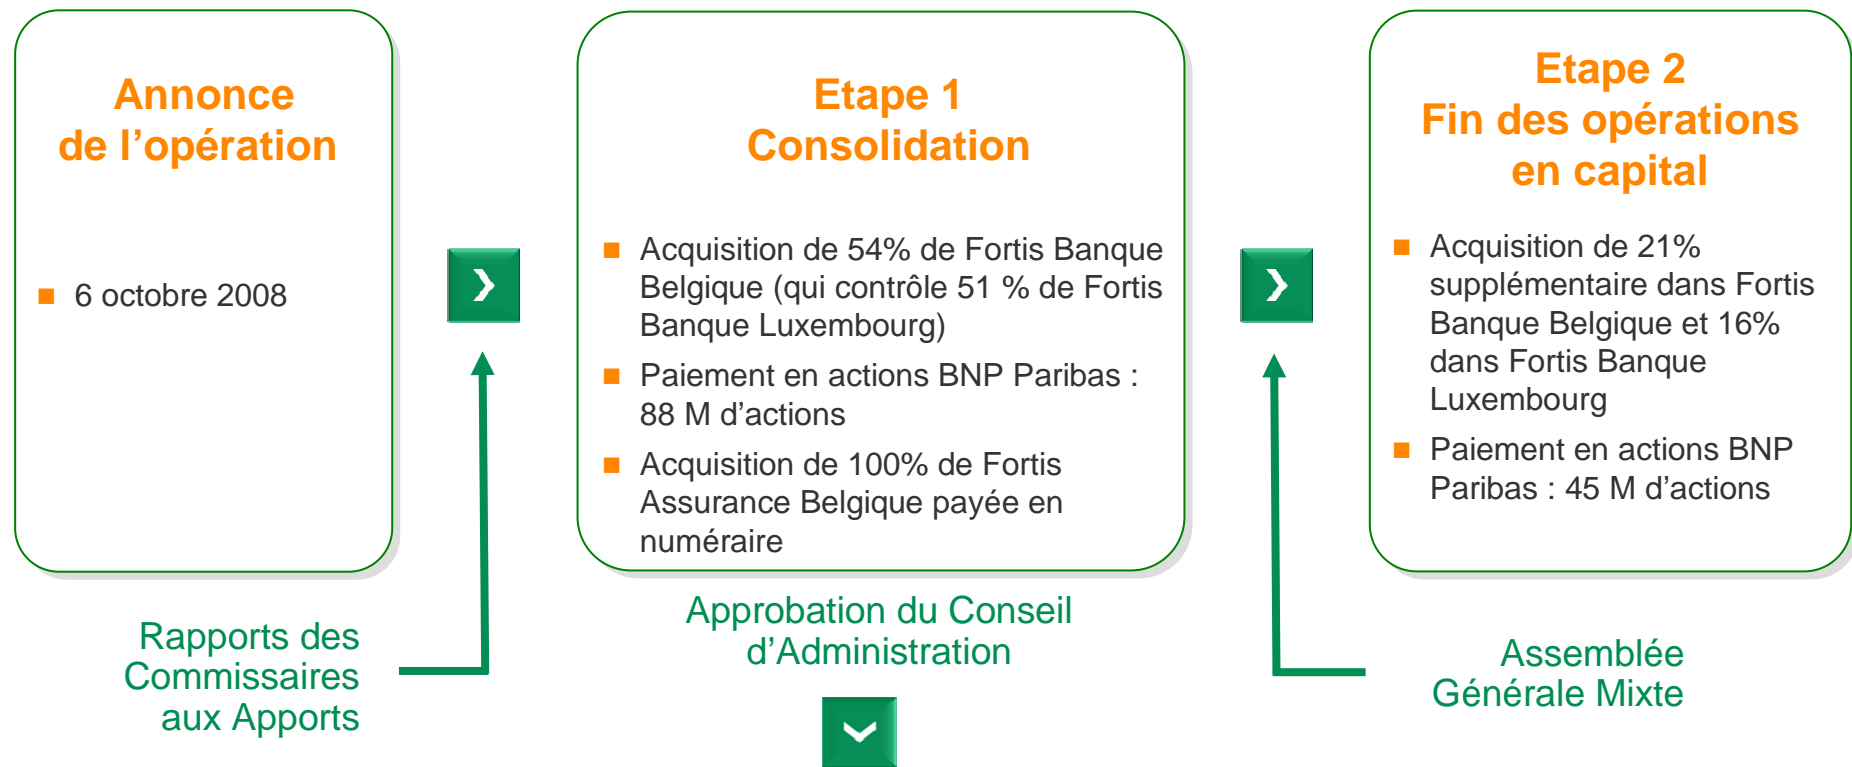 Annonce
de l’opération
6 octobre 2008
Rapports des
Commissaires
aux Apports
Etape 1
Consolidation
Acquisition de 54% de Fortis Banque
Belgique (qui contrôle 51 % de Fortis
Banque Luxembourg)
Paiement en actions BNP Paribas :
88 M d’actions
Acquisition de 100% de Fortis
Assurance Belgique payée en
numéraire
Approbation du Conseil
d’Administration
Etape 2
Fin des opérations
en capital
Acquisition de 21%
supplémentaire dans Fortis
Banque Belgique et 16%
dans Fortis Banque
Luxembourg
Paiement en actions BNP
Paribas : 45 M d’actions
Assemblée
Générale Mixte